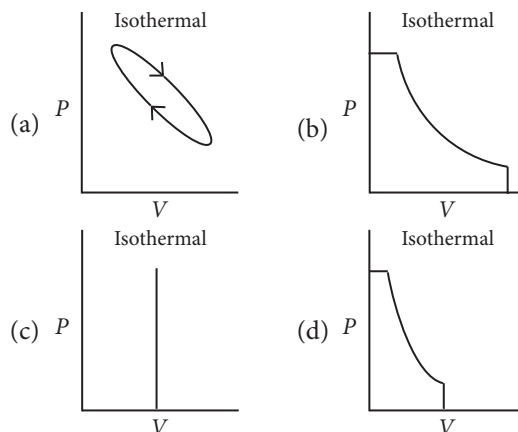 Isothermal
(a)
P
V
Isothermal
(b)
P
V
Isothermal
(c)
P
V
Isothermal
(d)
P
V